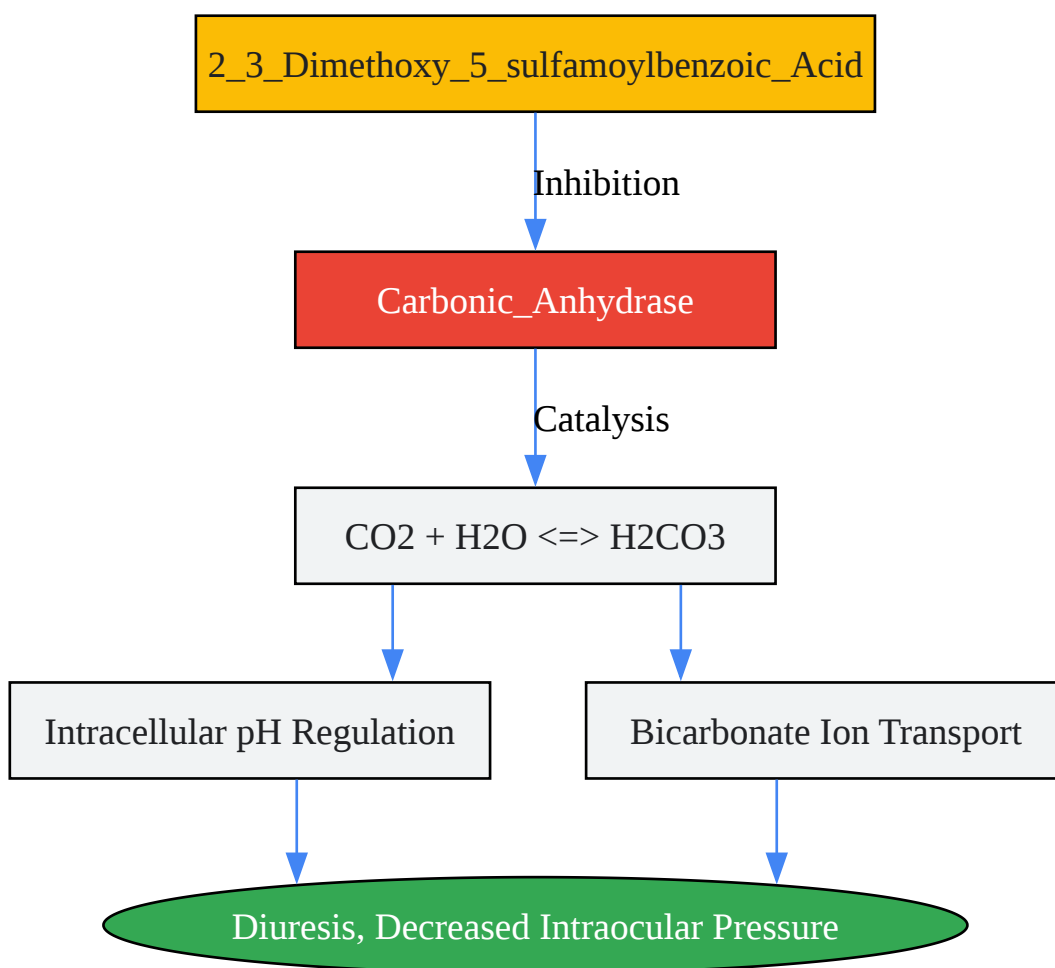 2_3_Dimethoxy_5_sulfamoylbenzoic_Acid
Inhibition
Carbonic_Anhydrase
Catalysis
CO2 + H2O <=> H2CO3
Intracellular pH Regulation
Bicarbonate Ion Transport
Diuresis, Decreased Intraocular Pressure